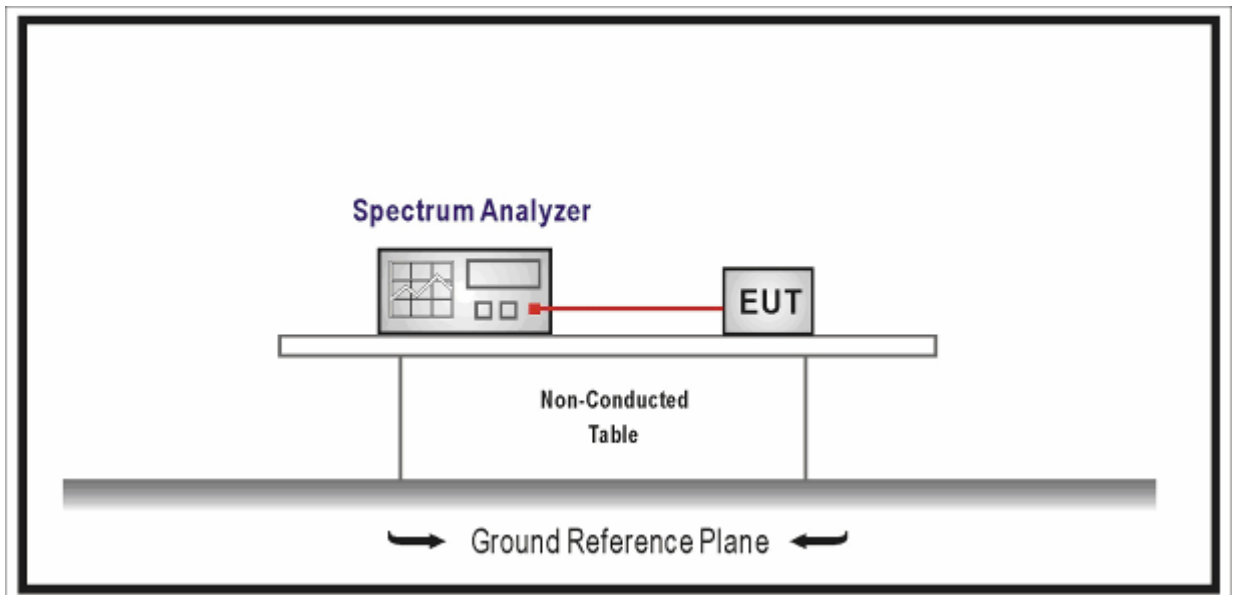 Spectrum Analyzer
EUT
Non-Conducted
Table
Ground Reference Plane